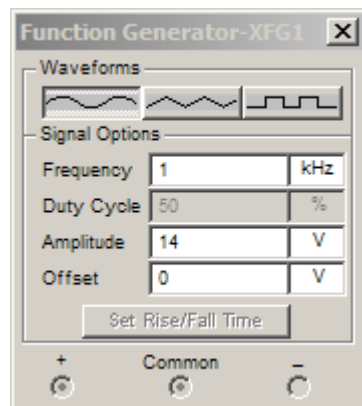 Function Generator-XFG1
Waveforms
Signal Options
Frequency 1 kHz
Duty Cycle 50 %
Amplitude 14 V
Offset 0 V
Set Rise/Fall Time
+ Common −